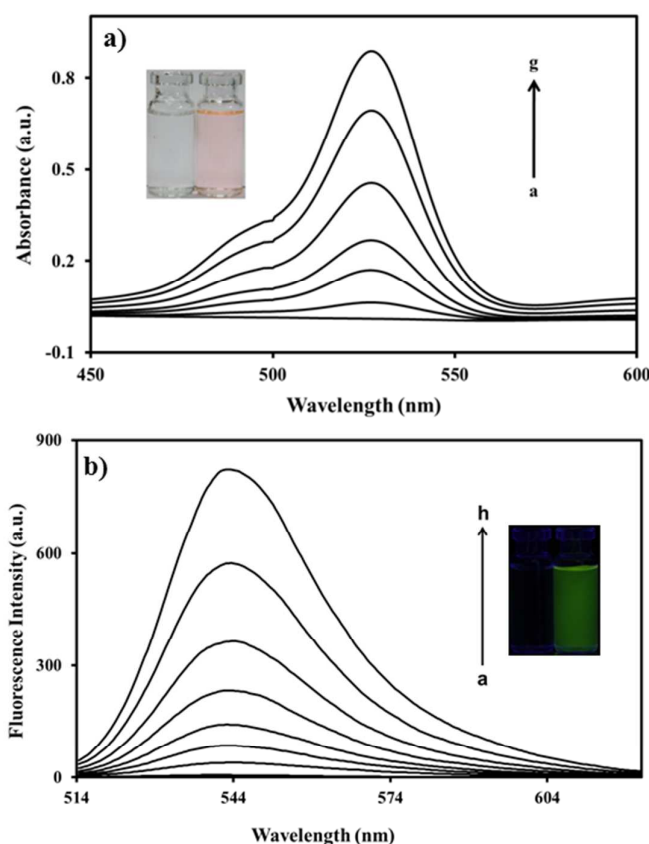 a)
0.8
0.5
0.2
-0.1
g
a
Absorbance (a.u.)
450 500 550 600
Wavelength (nm)
b)
900
600
300
0
h
a
Fluorescence Intensity (a.u.)
514 544 574 604
Wavelength (nm)